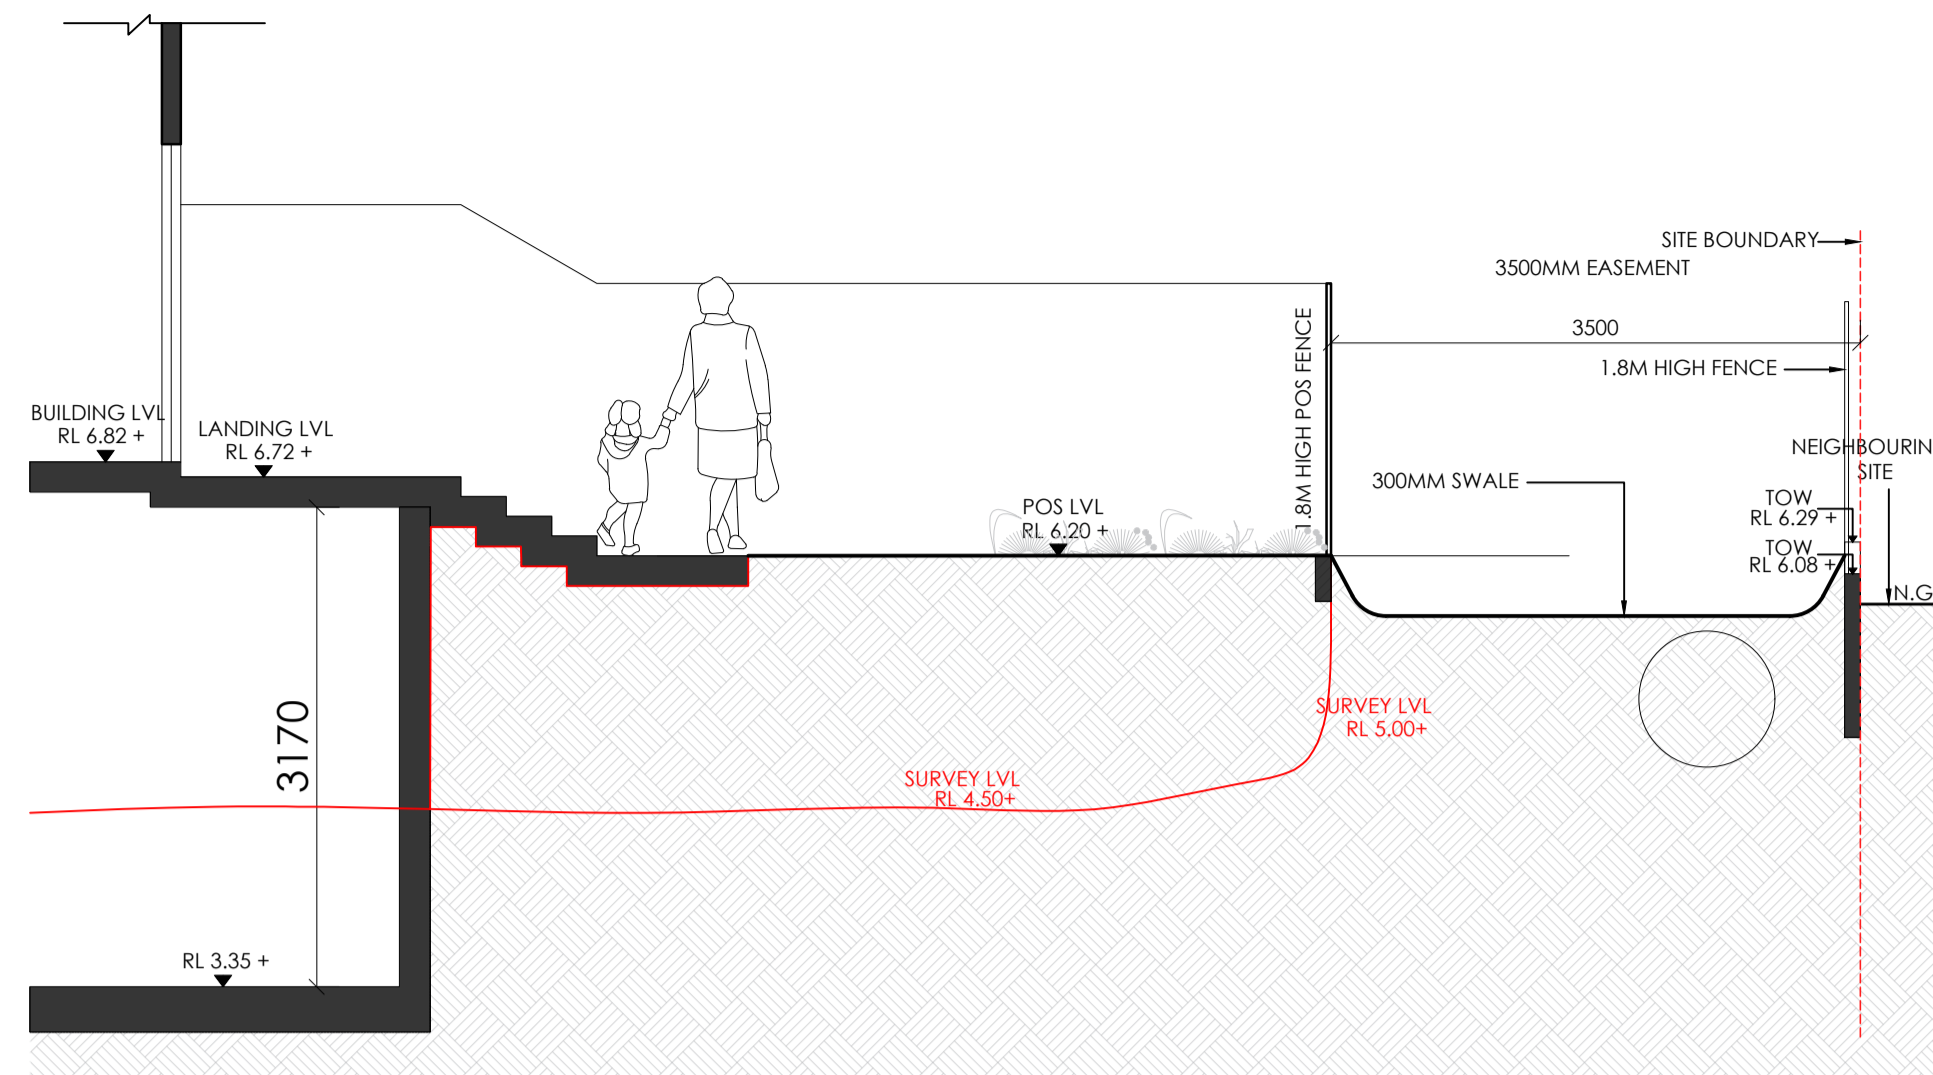 SITE BOUNDARY
3500MM EASEMENT
3500
1.8M HIGH FENCE
1.8M HIGH POS FENCE
BUILDING LVL
RL 6.82 +
LANDING LVL
RL 6.72 +
NEIGHBOURIN
SITE
300MM SWALE
TOW
RL 6.29 +
POS LVL
RL 6.20 +
TOW
RL 6.08 +
N.G
3170
SURVEY LVL
RL 5.00+
SURVEY LVL
RL 4.50+
RL 3.35 +